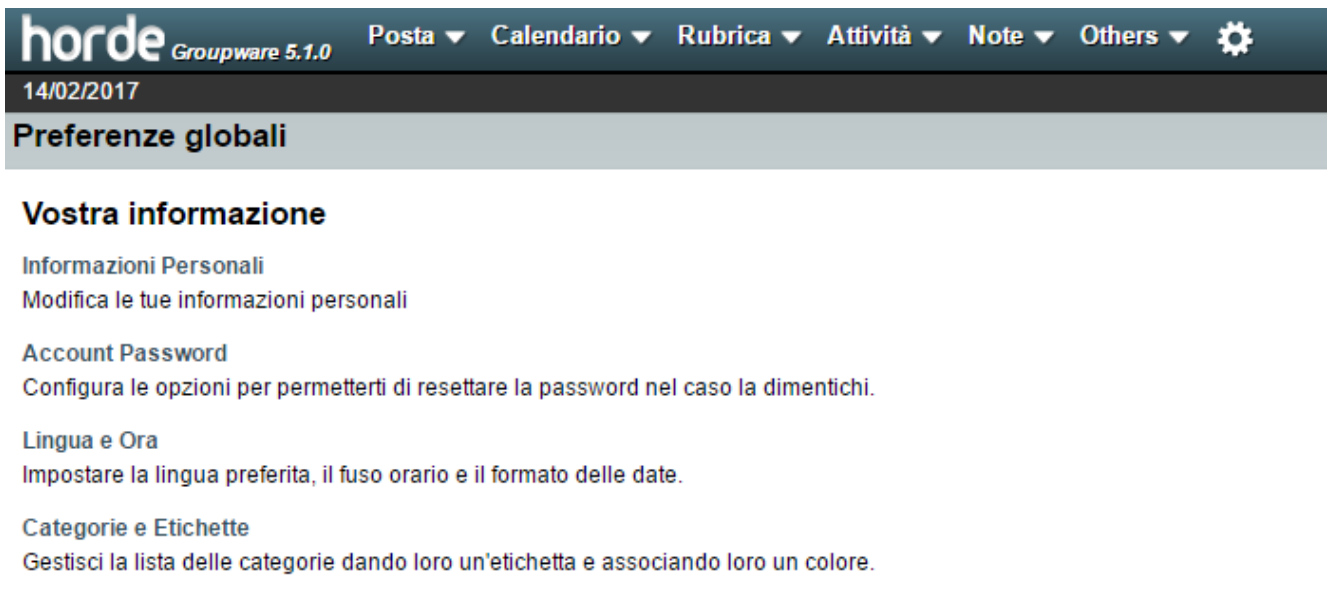 horde Groupware 5.1.0 Posta Calendario Rubrica Attività Note Others
14/02/2017
Preferenze globali
Vostra informazione
Informazioni Personali
Modifica le tue informazioni personali
Account Password
Configura le opzioni per permetterti di resettare la password nel caso la dimentichi.
Lingua e Ora
Impostare la lingua preferita, il fuso orario e il formato delle date.
Categorie e Etichette
Gestisci la lista delle categorie dando loro un'etichetta e associando loro un colore.